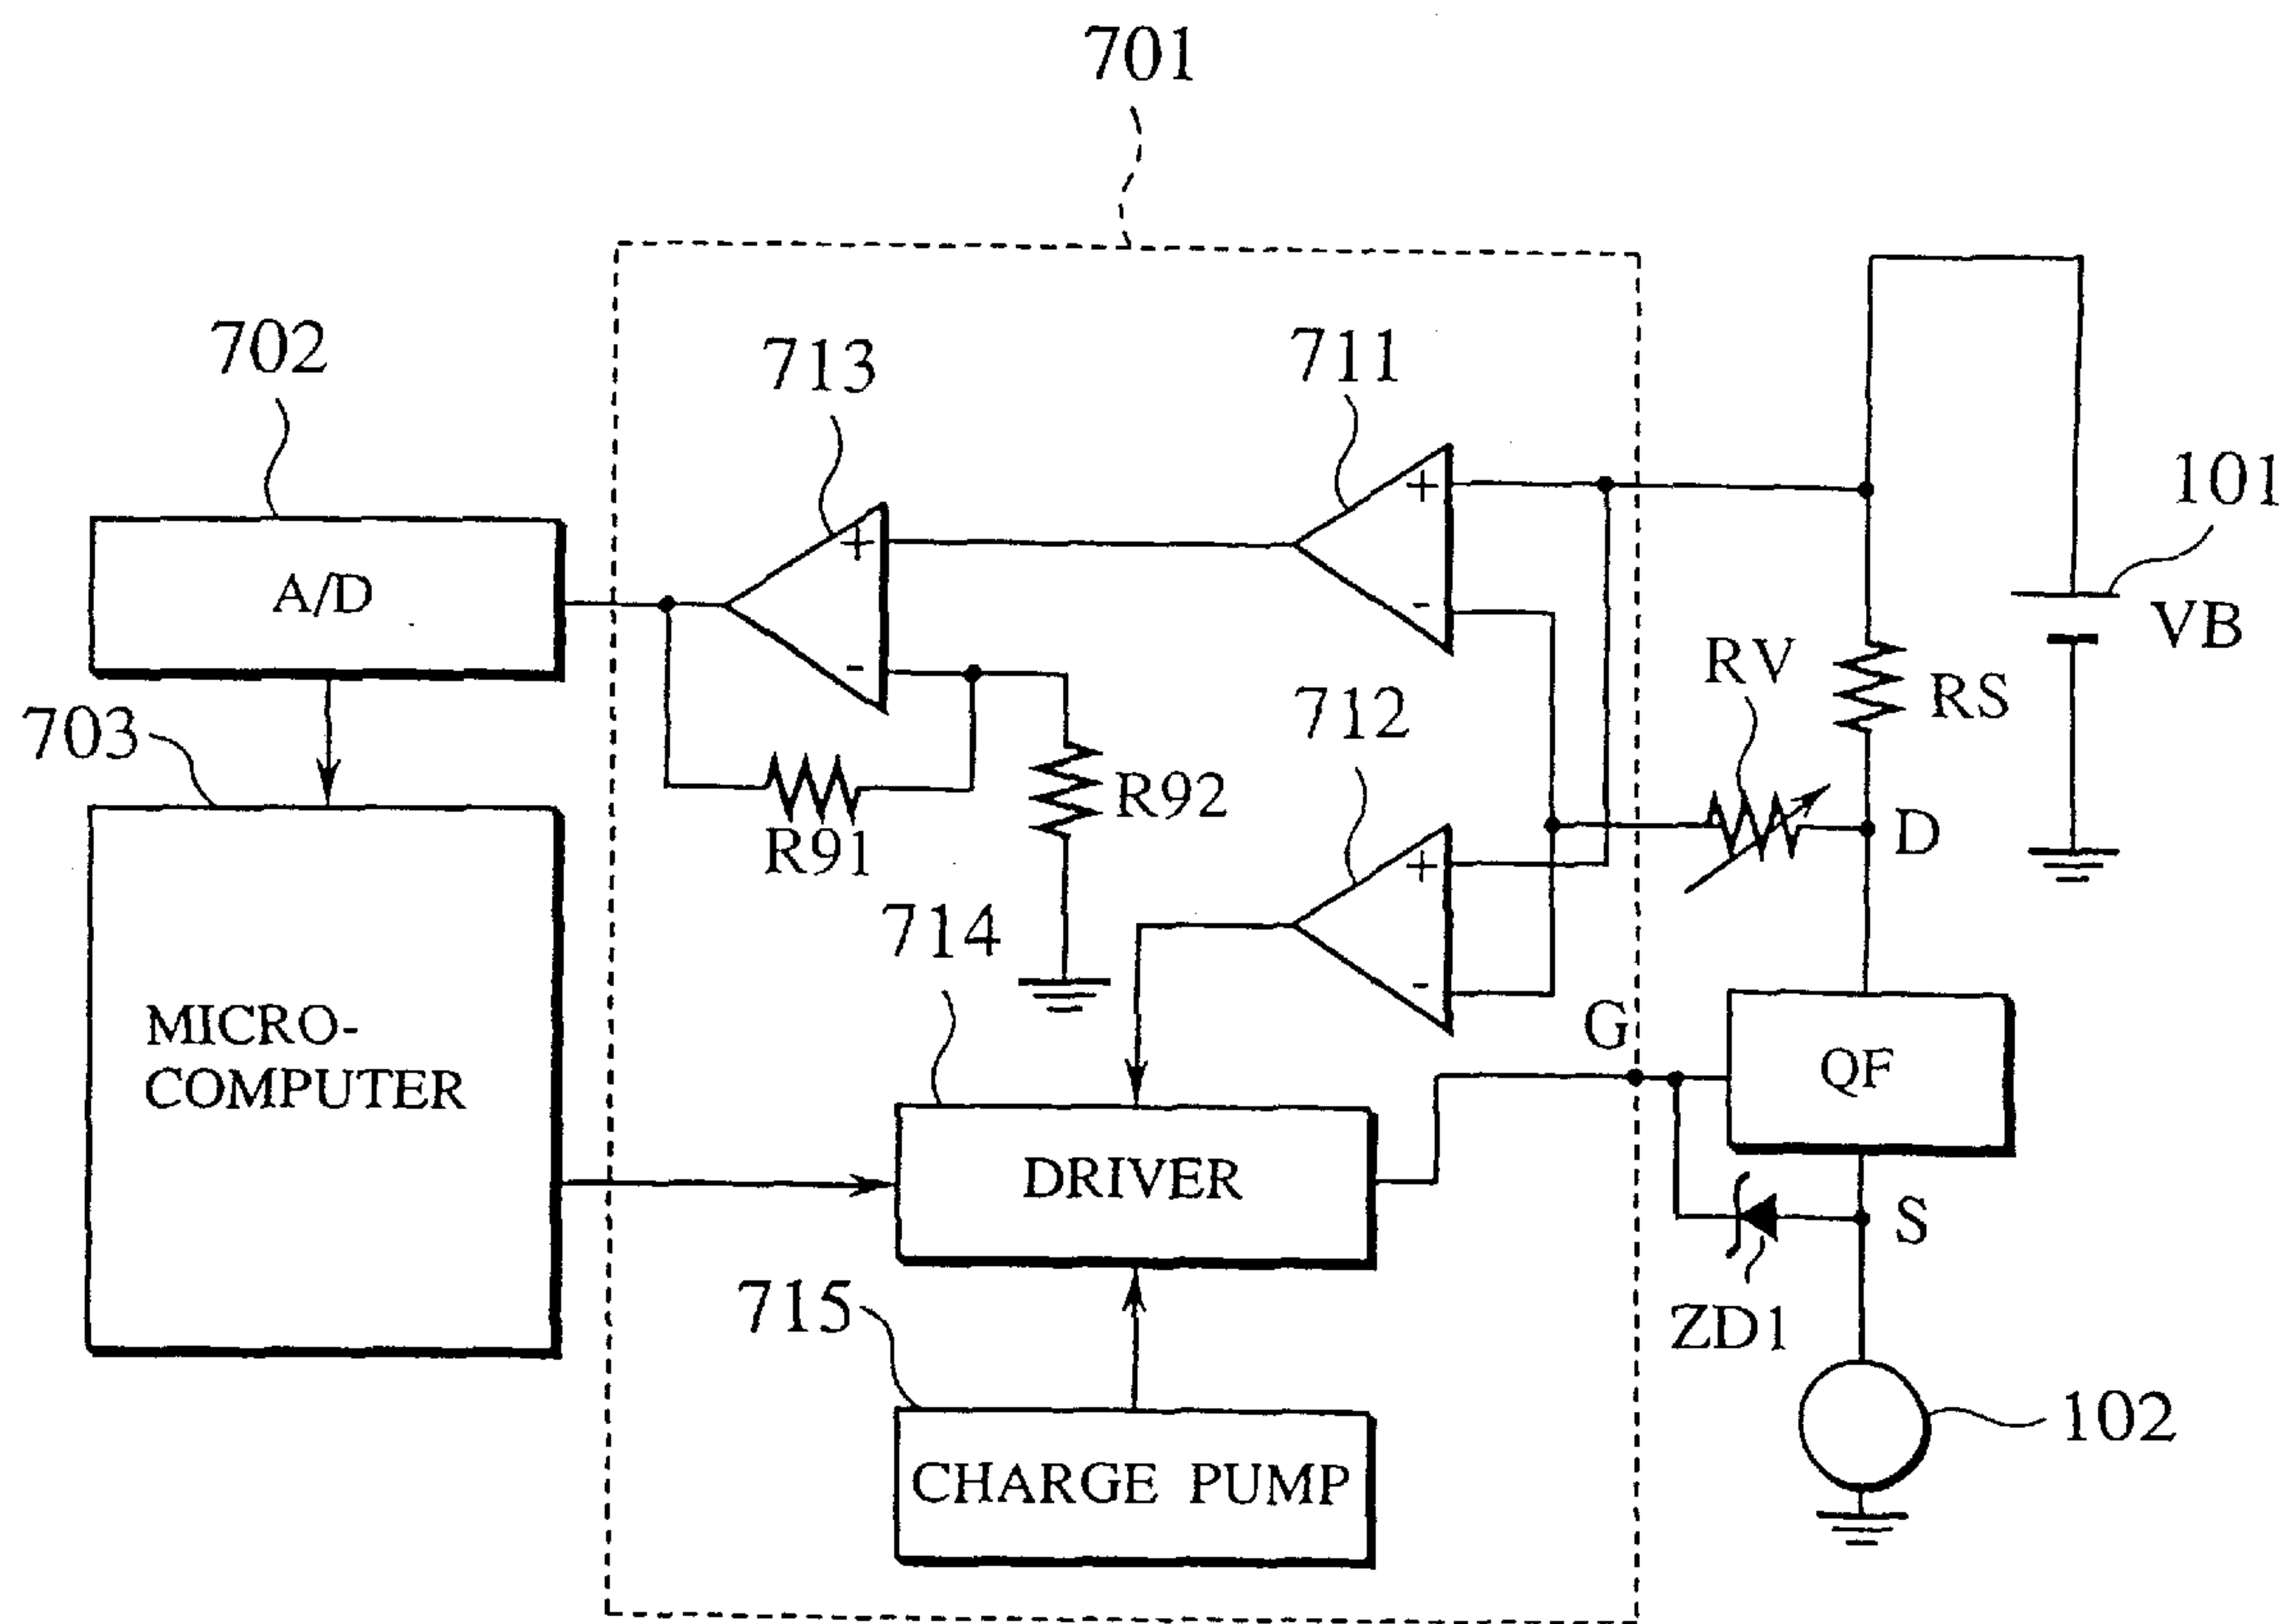 701
702
713
711
101
A/D
+
+
VB
-
-
RV
RS
703
712
R92
D
R91
+
714
MICRO-
COMPUTER
-
G
QF
DRIVER
S
715
ZD1
102
CHARGE PUMP